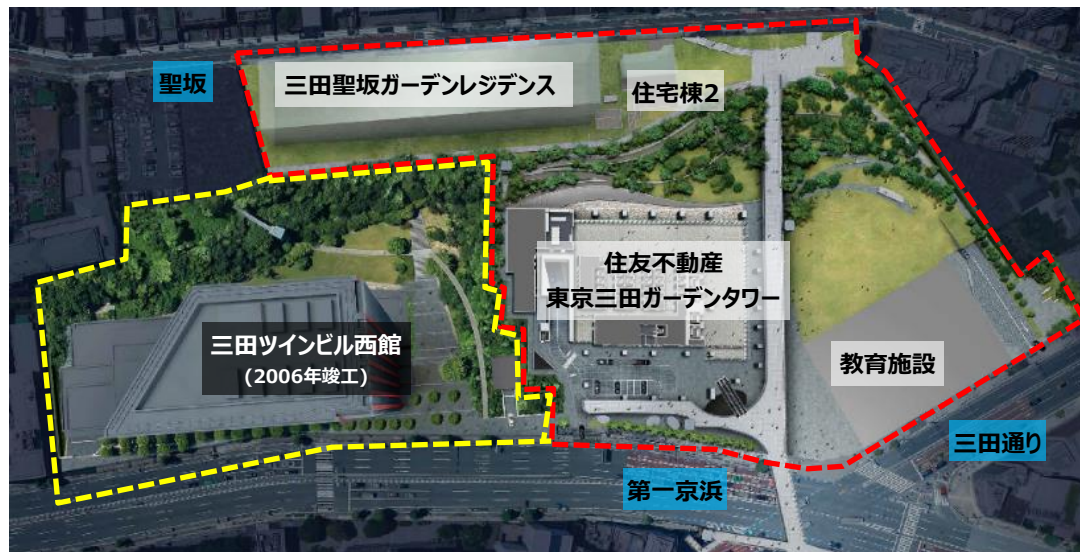 聖坂
三田聖坂ガーデンレジデンス
住宅棟2
住友不動産
東京三田ガーデンタワー
三田ツインビル西館
(2006年竣工)
教育施設
三田通り
第一京浜